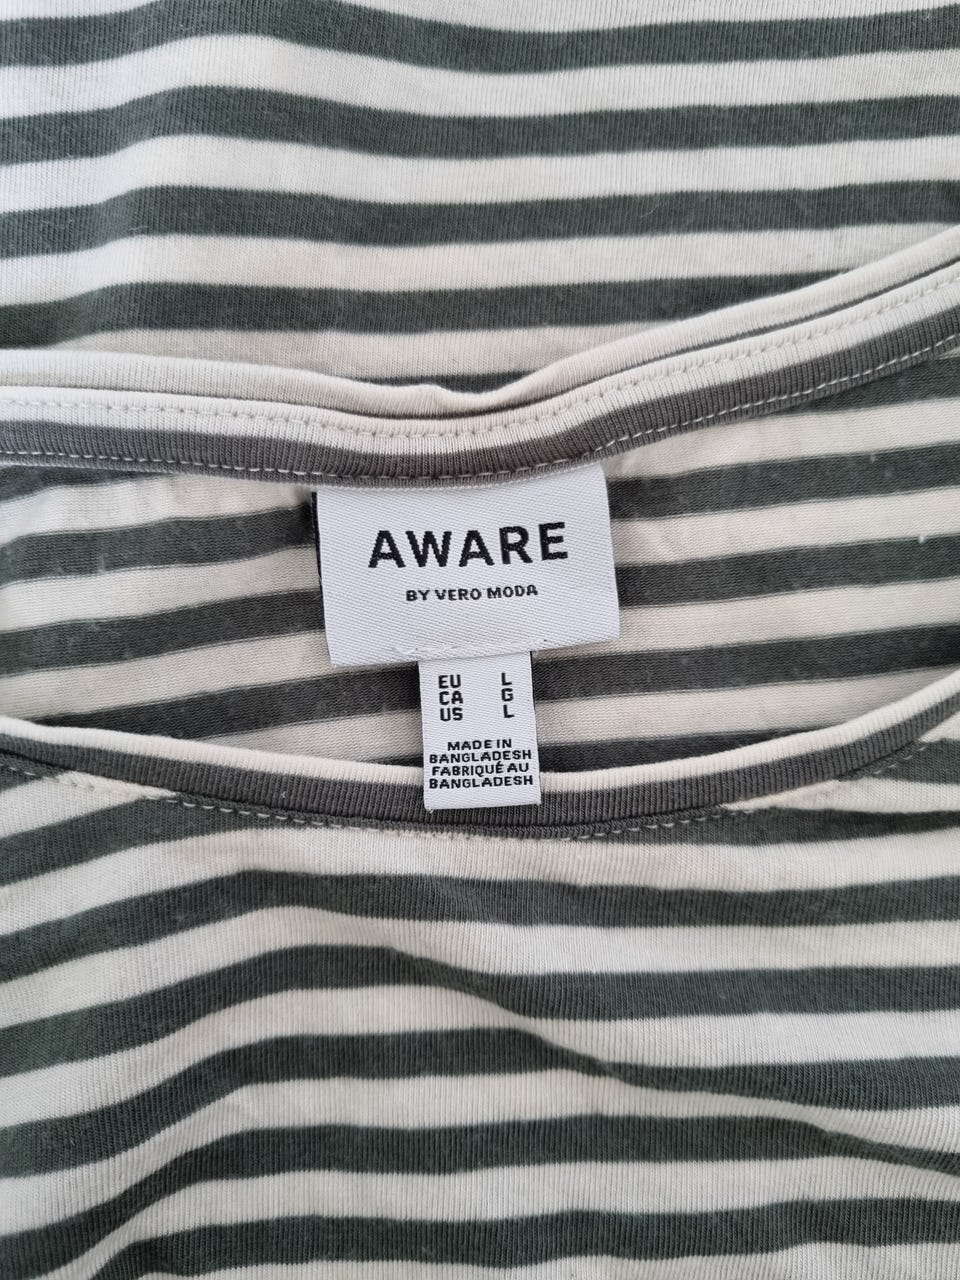 AWARE
BY VERO MODA
EU L
CA G
US L
MADE IN
BANGLADESH
FABRIQUÉ AU
BANGLADESH